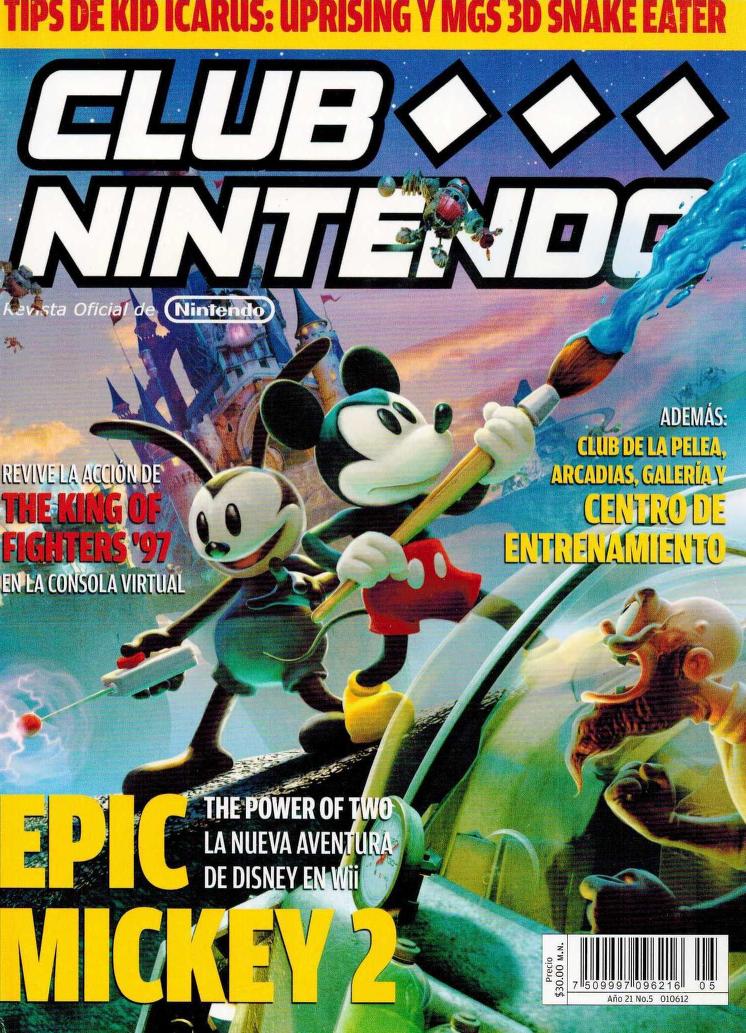 TIPS DE KID ICARUS: UPRISING Y MGS 3D SNAKE EATER
CLUB
NINTENDO
Revista Oficial de Nintendo
REVIVE LA ACCIÓN DE
THE KING OF
FIGHTERS '97
EN LA CONSOLA VIRTUAL
ADEMÁS:
CLUB DE LA PELEA,
ARCADIAS, GALERÍA Y
CENTRO DE
ENTRENAMIENTO
EPIC
MICKEY 2
THE POWER OF TWO
LA NUEVA AVENTURA
DE DISNEY EN Wii
Precio
$30.00 M.N.
7 509997 096216 05
Año 21 No.5 010612